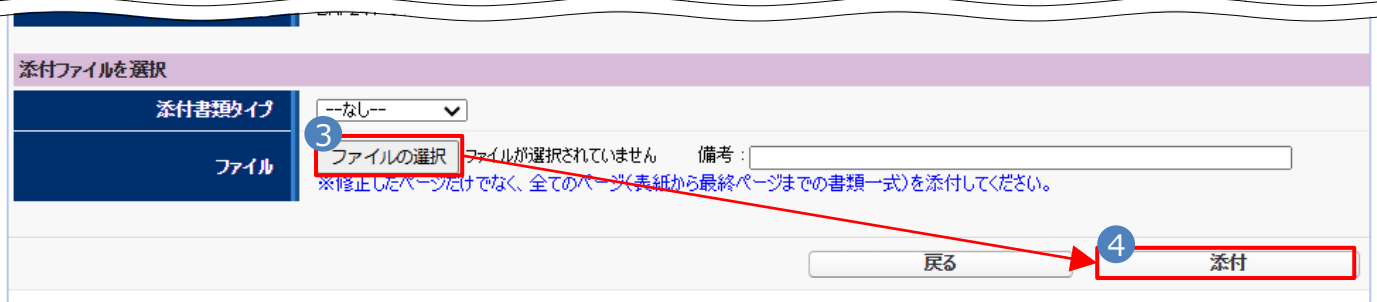 添付ファイルを選択
添付書類タイプ --なし--
3
ファイル ファイルの選択 ファイルが選択されていません 備考：
※修正したページだけでなく、全てのページ（表紙から最終ページまでの書類一式）を添付してください。
4
戻る 添付